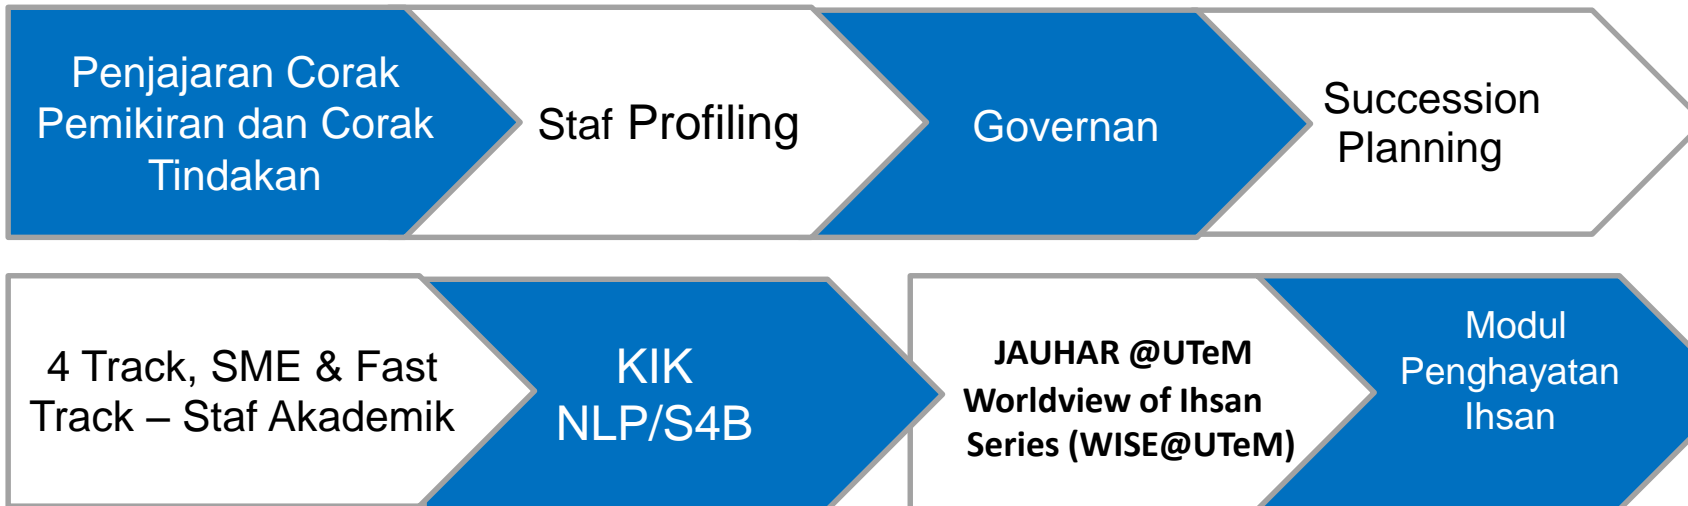 Penjajaran Corak
Pemikiran dan Corak
Tindakan
Staf Profiling
Governan
Succession
Planning
4 Track, SME & Fast
Track – Staf Akademik
KIK
NLP/S4B
JAUHAR @UTeM
Worldview of Ihsan
Series (WISE@UTeM)
Modul
Penghayatan
Ihsan